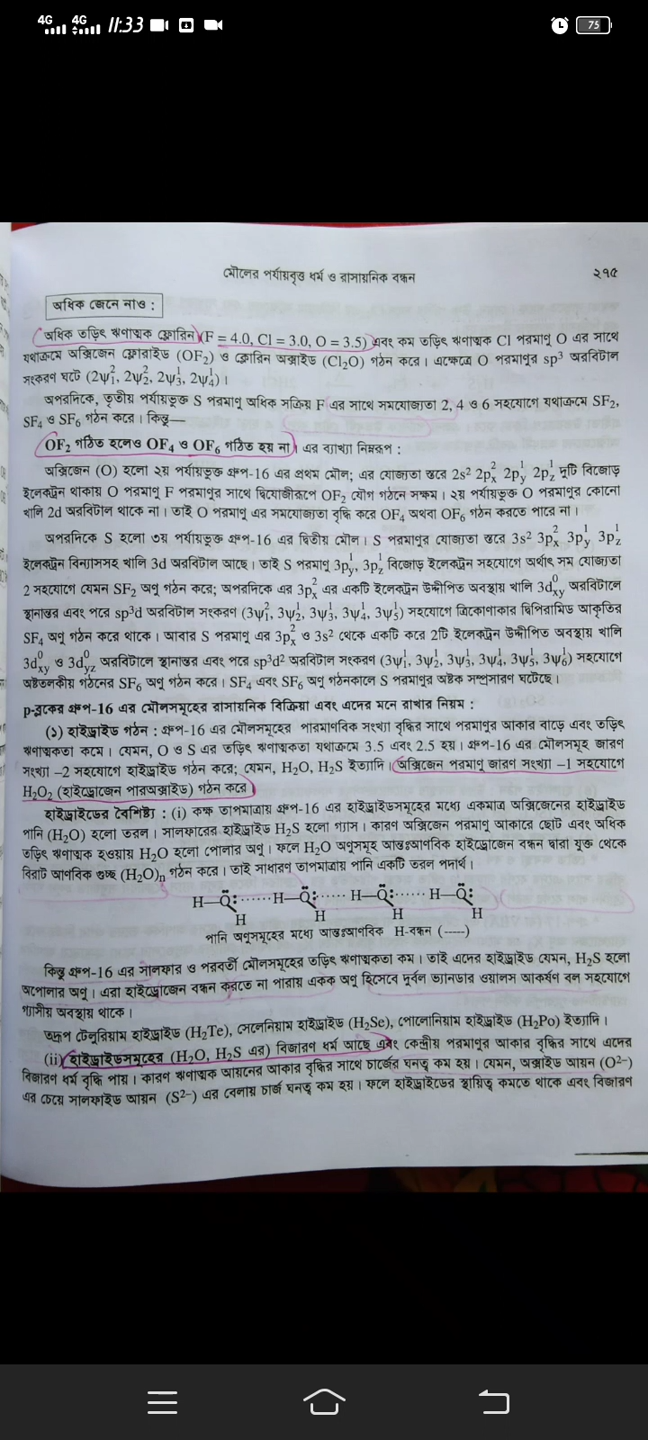 4G 4G 11:33 75
মৌলের পর্যায়বৃত্ত ধর্ম ও রাসায়নিক বন্ধন ২১৫
অধিক জেনে নাও :
অধিক তড়িৎ ঋণাত্মক ফ্লোরিন (F = 4.0, Cl = 3.0, O = 3.5) এবং কম তড়িৎ ঋণাত্মক Cl পরমাণু O এর সাথে
যথাক্রমে অক্সিজেন ফ্লোরাইড (OF₂) ও ক্লোরিন অক্সাইড (Cl₂O) গঠন করে। এক্ষেত্রে O পরমাণুর sp³ অরবিটাল
সংকরণ ঘটে (2ψ₁², 2ψ₂², 2ψ₃¹, 2ψ₄¹)।
অপরদিকে, তৃতীয় পর্যায়ভুক্ত S পরমাণু অধিক সক্রিয় F এর সাথে সমযোজ্যতা 2, 4 ও 6 সহযোগে যথাক্রমে SF₂,
SF₄ ও SF₆ গঠন করে। কিন্তু—
OF₂ গঠিত হলেও OF₄ ও OF₆ গঠিত হয় না। এর ব্যাখ্যা নিম্নরূপ :
অক্সিজেন (O) হলো ২য় পর্যায়ভুক্ত গ্রুপ-16 এর প্রথম মৌল; এর যোজ্যতা স্তরে 2s² 2pₓ² 2p_y¹ 2p_z¹ দুটি বিজোড়
ইলেকট্রন থাকায় O পরমাণু F পরমাণুর সাথে দ্বিযোজীরূপে OF₂ যৌগ গঠনে সক্ষম। ২য় পর্যায়ভুক্ত O পরমাণুর কোনো
খালি 2d অরবিটাল থাকে না। তাই O পরমাণু এর সমযোজ্যতা বৃদ্ধি করে OF₄ অথবা OF₆ গঠন করতে পারে না।
অপরদিকে S হলো ৩য় পর্যায়ভুক্ত গ্রুপ-16 এর দ্বিতীয় মৌল। S পরমাণুর যোজ্যতা স্তরে 3s² 3pₓ² 3p_y¹ 3p_z¹
ইলেকট্রন বিন্যাসসহ খালি 3d অরবিটাল আছে। তাই S পরমাণু 3p_y¹, 3p_z¹ বিজোড় ইলেকট্রন সহযোগে অর্থাৎ সম যোজ্যতা
2 সহযোগে যেমন SF₂ অণু গঠন করে; অপরদিকে এর 3pₓ² এর একটি ইলেকট্রন উদ্দীপিত অবস্থায় খালি 3d_xy⁰ অরবিটালে
স্থানান্তর এবং পরে sp³d অরবিটাল সংকরণ (3ψ₁², 3ψ₂¹, 3ψ₃¹, 3ψ₄¹, 3ψ₅¹) সহযোগে ত্রিকোণাকার দ্বিপিরামিড আকৃতির
SF₄ অণু গঠন করে থাকে। আবার S পরমাণুর এর 3pₓ² ও 3s² থেকে একটি করে 2টি ইলেকট্রন উদ্দীপিত অবস্থায় খালি
3d_xy⁰ ও 3d_yz⁰ অরবিটালে স্থানান্তর এবং পরে sp³d² অরবিটাল সংকরণ (3ψ₁¹, 3ψ₂¹, 3ψ₃¹, 3ψ₄¹, 3ψ₅¹, 3ψ₆¹) সহযোগে
অষ্টতলকীয় গঠনের SF₆ অণু গঠন করে। SF₄ এবং SF₆ অণু গঠনকালে S পরমাণুর অষ্টক সম্প্রসারণ ঘটেছে।
p-ব্লকের গ্রুপ-16 এর মৌলসমূহের রাসায়নিক বিক্রিয়া এবং এদের মনে রাখার নিয়ম :
(১) হাইড্রাইড গঠন : গ্রুপ-16 এর মৌলসমূহের পারমাণবিক সংখ্যা বৃদ্ধির সাথে পরমাণুর আকার বাড়ে এবং তড়িৎ
ঋণাত্মকতা কমে। যেমন, O ও S এর তড়িৎ ঋণাত্মকতা যথাক্রমে 3.5 এবং 2.5 হয়। গ্রুপ-16 এর মৌলসমূহ জারণ
সংখ্যা –2 সহযোগে হাইড্রাইড গঠন করে; যেমন, H₂O, H₂S ইত্যাদি। অক্সিজেন পরমাণু জারণ সংখ্যা –1 সহযোগে
H₂O₂ (হাইড্রোজেন পারঅক্সাইড) গঠন করে।
হাইড্রাইডের বৈশিষ্ট্য : (i) কক্ষ তাপমাত্রায় গ্রুপ-16 এর হাইড্রাইডসমূহের মধ্যে একমাত্র অক্সিজেনের হাইড্রাইড
পানি (H₂O) হলো তরল। সালফারের হাইড্রাইড H₂S হলো গ্যাস। কারণ অক্সিজেন পরমাণু আকারে ছোট এবং অধিক
তড়িৎ ঋণাত্মক হওয়ায় H₂O হলো পোলার অণু। ফলে H₂O অণুসমূহ আন্তঃআণবিক হাইড্রোজেন বন্ধন দ্বারা যুক্ত থেকে
বিরাট আণবিক গুচ্ছ (H₂O)ₙ গঠন করে। তাই সাধারণ তাপমাত্রায় পানি একটি তরল পদার্থ।
H—O:······H—O:······H—O:······H—O:
H H H H
পানি অণুসমূহের মধ্যে আন্তঃআণবিক H-বন্ধন (-----)
কিন্তু গ্রুপ-16 এর সালফার ও পরবর্তী মৌলসমূহের তড়িৎ ঋণাত্মকতা কম। তাই এদের হাইড্রাইড যেমন, H₂S হলো
অপোলার অণু। এরা হাইড্রোজেন বন্ধন করতে না পারায় একক অণু হিসেবে দুর্বল ভ্যানডার ওয়ালস আকর্ষণ বল সহযোগে
গ্যাসীয় অবস্থায় থাকে।
তদ্রূপ টেলুরিয়াম হাইড্রাইড (H₂Te), সেলেনিয়াম হাইড্রাইড (H₂Se), পোলোনিয়াম হাইড্রাইড (H₂Po) ইত্যাদি।
(ii) হাইড্রাইডসমূহের (H₂O, H₂S এর) বিজারণ ধর্ম আছে এবং কেন্দ্রীয় পরমাণুর আকার বৃদ্ধির সাথে এদের
বিজারণ ধর্ম বৃদ্ধি পায়। কারণ ঋণাত্মক আয়নের আকার বৃদ্ধির সাথে চার্জের ঘনত্ব কম হয়। যেমন, অক্সাইড আয়ন (O²⁻)
এর চেয়ে সালফাইড আয়ন (S²⁻) এর বেলায় চার্জ ঘনত্ব কম হয়। ফলে হাইড্রাইডের স্থায়িত্ব কমতে থাকে এবং বিজারণ